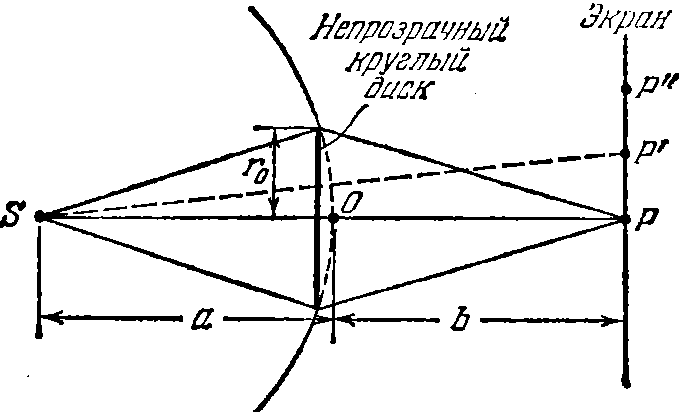 Непрозрачный
круглый
диск
Экран
P"
P'
r₀
S
O
P
a
b